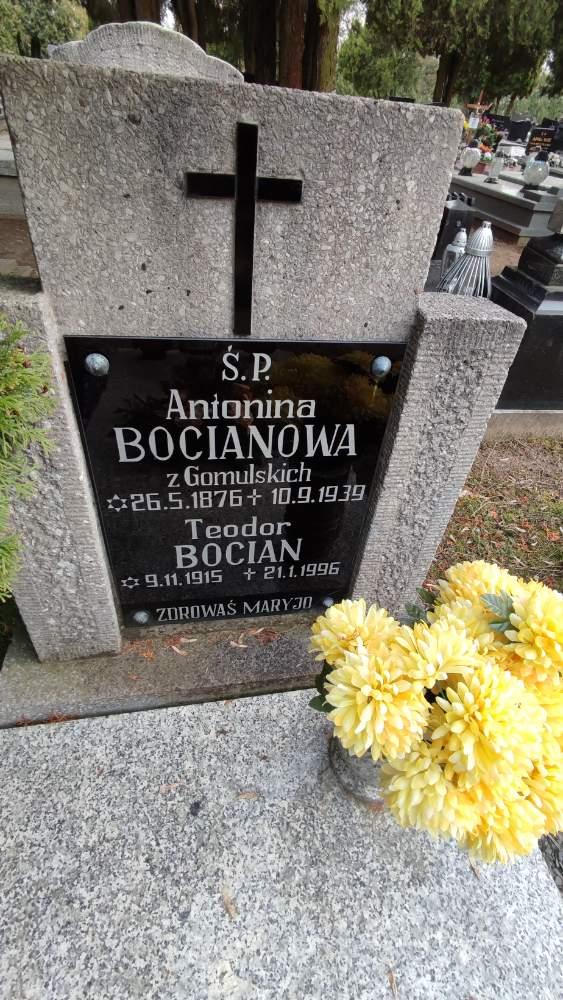 Ś.P.
Antonina
BOCIANOWA
z Gomulskich
✡26.5.1876 ✝ 10.9.1939
Teodor
BOCIAN
✡9.11.1915 ✝ 21.1.1996
ZDROWAŚ MARYJO